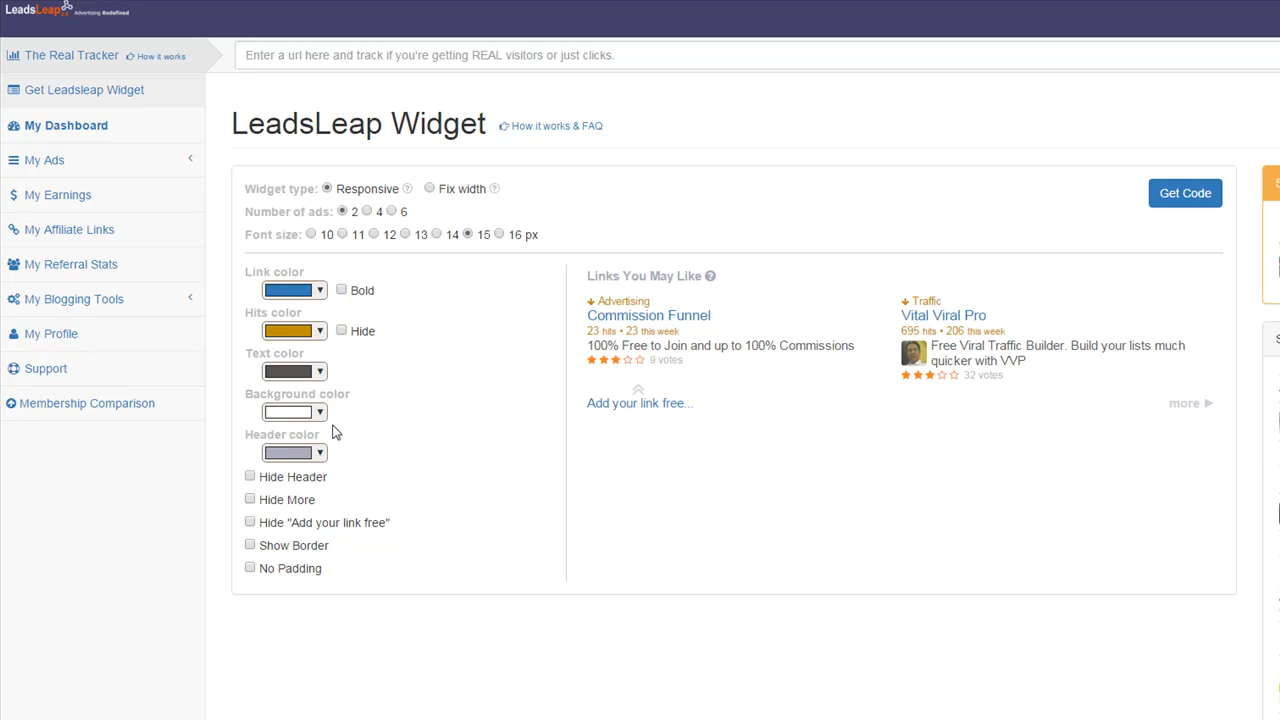 LeadsLeap Advertising Redefined
The Real Tracker How it works
Enter a url here and track if you're getting REAL visitors or just clicks.
Get Leadsleap Widget
My Dashboard
My Ads
My Earnings
My Affiliate Links
My Referral Stats
My Blogging Tools
My Profile
Support
Membership Comparison
LeadsLeap Widget How it works & FAQ
Widget type: Responsive ? Fix width ?
Get Code
Number of ads: 2 4 6
Font size: 10 11 12 13 14 15 16 px
Link color
Bold
Hits color
Hide
Text color
Background color
Header color
Hide Header
Hide More
Hide "Add your link free"
Show Border
No Padding
Links You May Like ?
Advertising
Commission Funnel
23 hits • 23 this week
100% Free to Join and up to 100% Commissions
9 votes
Traffic
Vital Viral Pro
695 hits • 206 this week
Free Viral Traffic Builder. Build your lists much
quicker with VVP
32 votes
Add your link free...
more